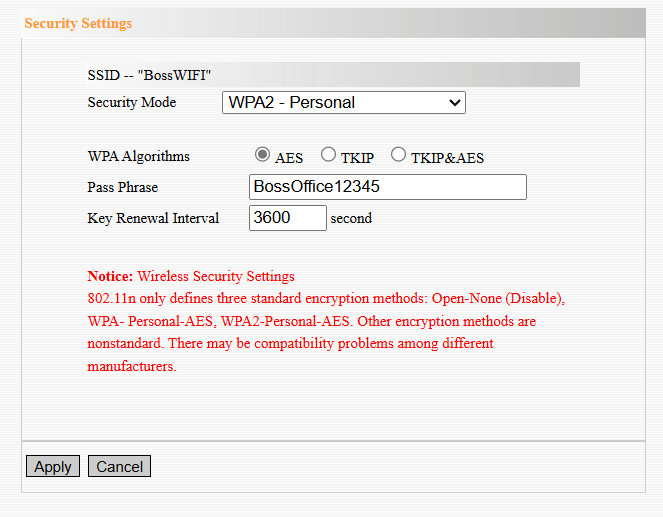 Security Settings
SSID -- "BossWIFI"
Security Mode WPA2 - Personal
WPA Algorithms AES TKIP TKIP&AES
Pass Phrase BossOffice12345
Key Renewal Interval 3600 second
Notice: Wireless Security Settings
802.11n only defines three standard encryption methods: Open-None (Disable),
WPA- Personal-AES, WPA2-Personal-AES. Other encryption methods are
nonstandard. There may be compatibility problems among different
manufacturers.
Apply Cancel